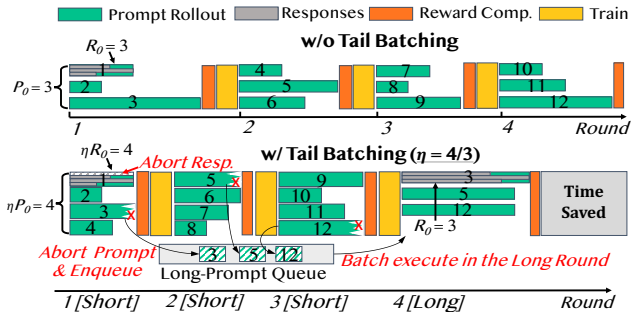 Prompt Rollout Responses Reward Comp. Train
w/o Tail Batching
R₀ = 3
P₀ = 3
1 4 7 10
2 5 8 11
3 6 9 12
1 2 3 4 Round
w/ Tail Batching (η = 4/3)
ηR₀ = 4
Abort Resp.
ηP₀ = 4
1 5 9 3
2 6 10 5
3 7 11 12
4 8 12
X X X
R₀ = 3
Time
Saved
Abort Prompt
& Enqueue
3 5 12
Long-Prompt Queue
Batch execute in the Long Round
1 [Short] 2 [Short] 3 [Short] 4 [Long] Round